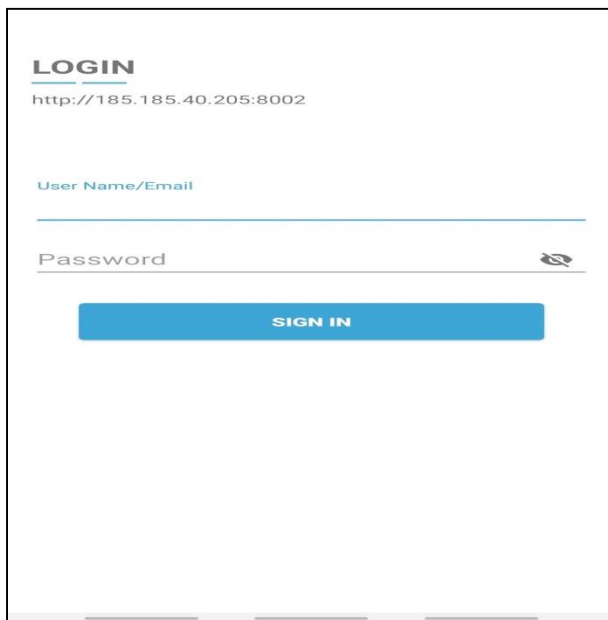 LOGIN
http://185.185.40.205:8002
User Name/Email
Password
SIGN IN